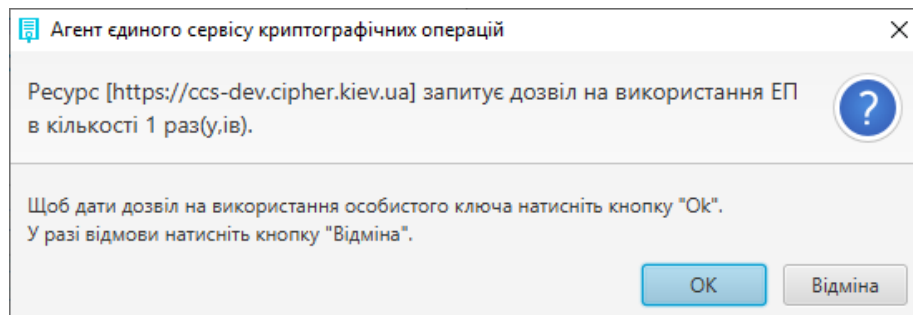 Агент єдиного сервісу криптографічних операцій
Ресурс [https://ccs-dev.cipher.kiev.ua] запитує дозвіл на використання ЕП
в кількості 1 раз(у,ів).
Щоб дати дозвіл на використання особистого ключа натисніть кнопку "Ok".
У разі відмови натисніть кнопку "Відміна".
OK
Відміна